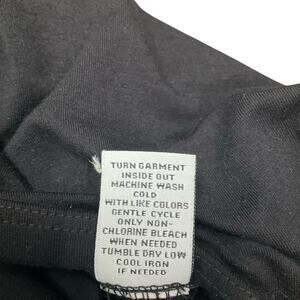 TURN GARMENT
INSIDE OUT
MACHINE WASH
COLD
WITH LIKE COLORS
GENTLE CYCLE
ONLY NON-
CHLORINE BLEACH
WHEN NEEDED
TUMBLE DRY LOW
COOL IRON
IF NEEDED